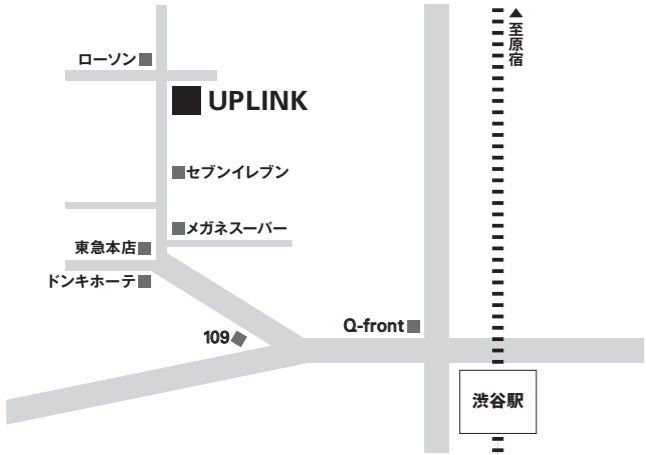 ▲至原宿
ローソン
UPLINK
セブンイレブン
メガネスーパー
東急本店
ドンキホーテ
109
Q-front
渋谷駅